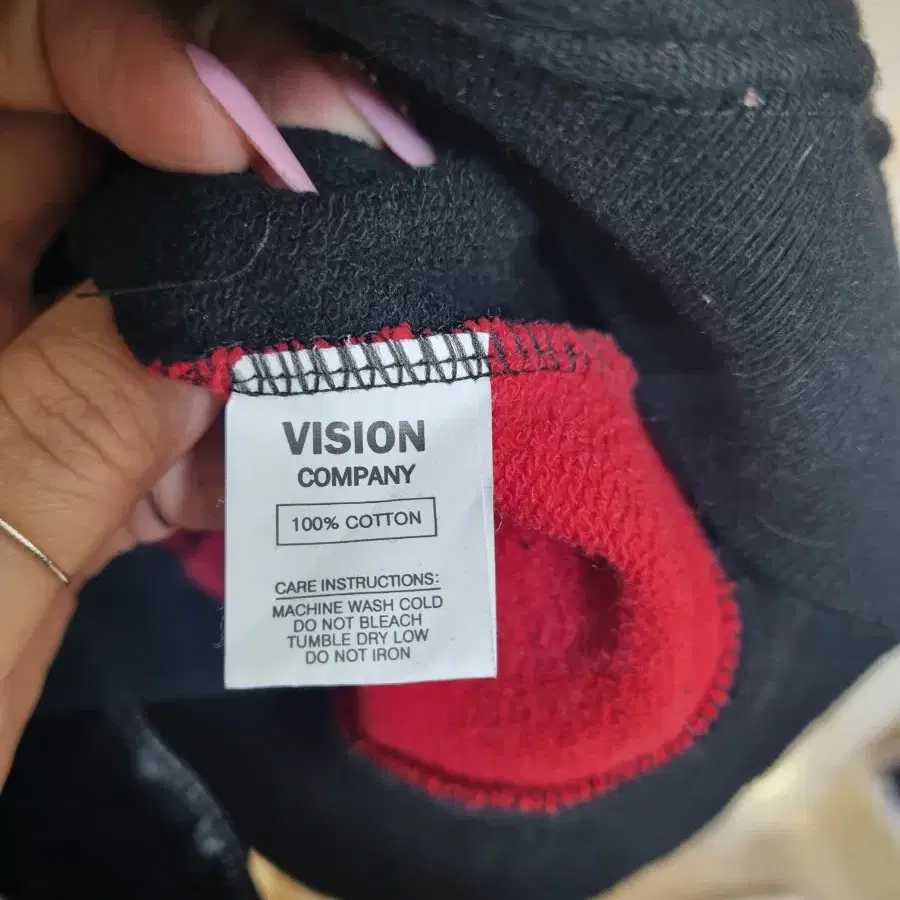 VISION
COMPANY
100% COTTON
CARE INSTRUCTIONS:
MACHINE WASH COLD
DO NOT BLEACH
TUMBLE DRY LOW
DO NOT IRON